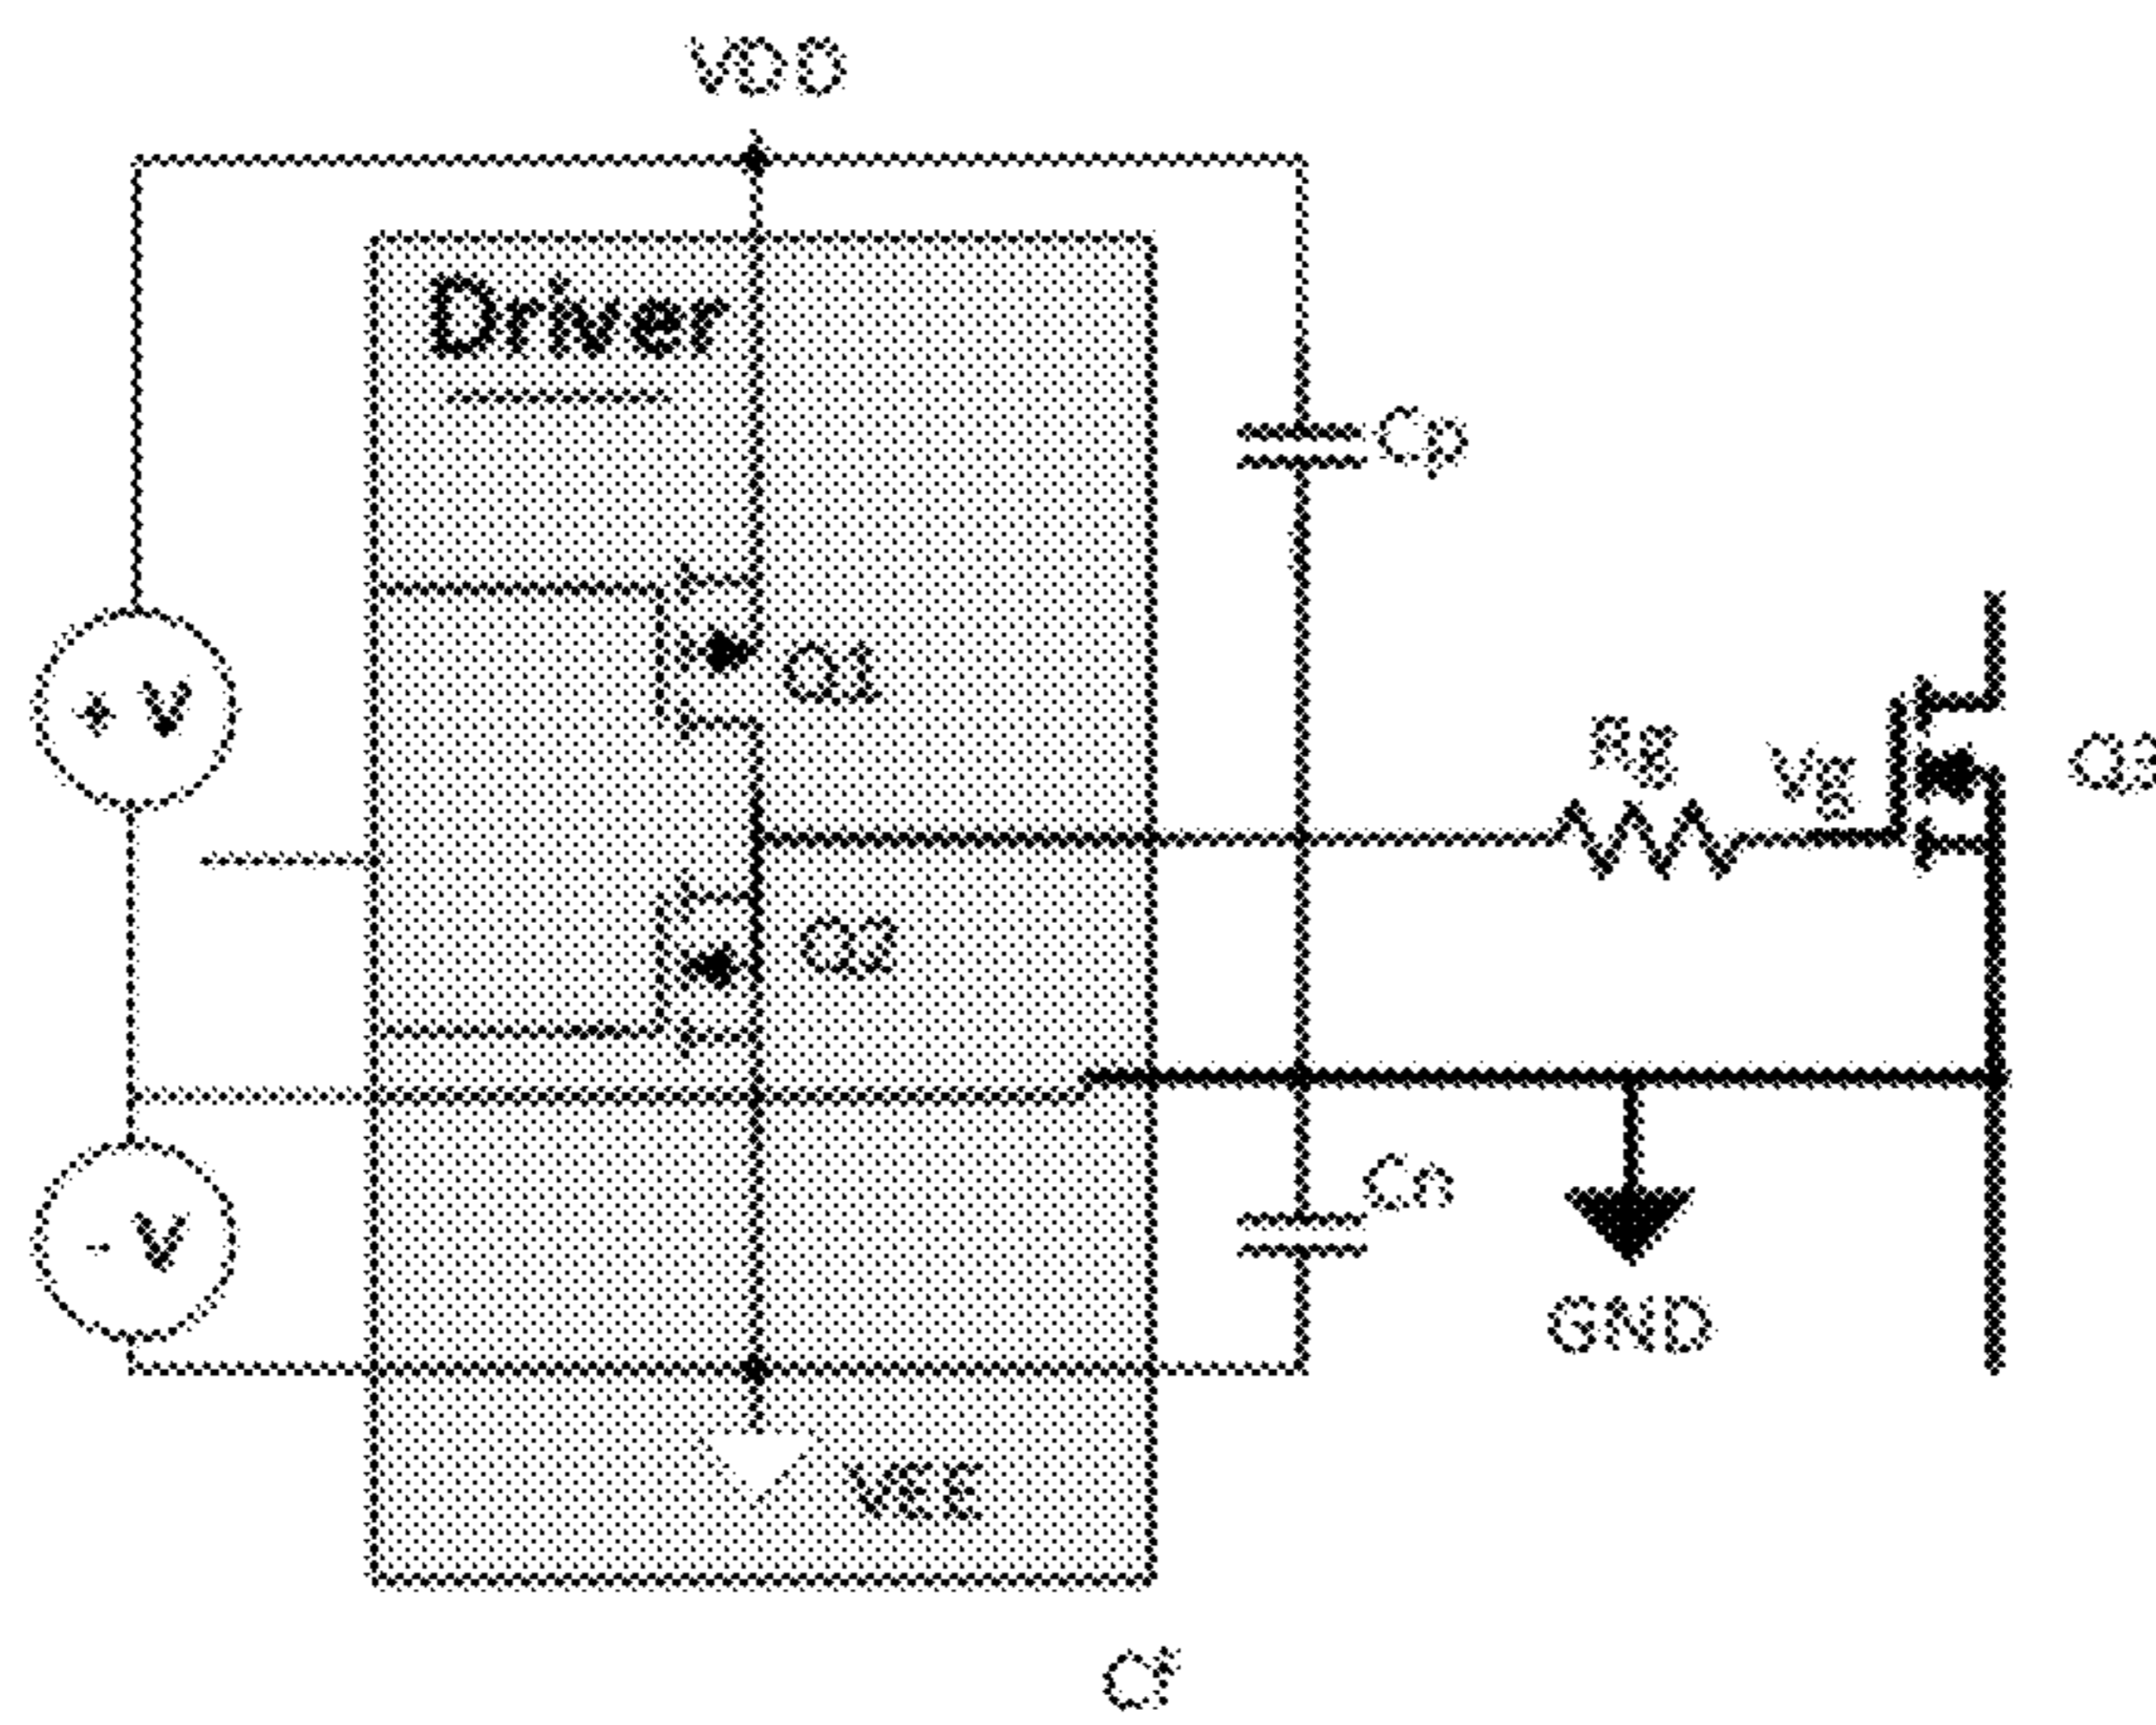 VDD
Driver
Cp
+ V
Q1
Rg
Vg
Q2
Cn
- V
GND
VEE